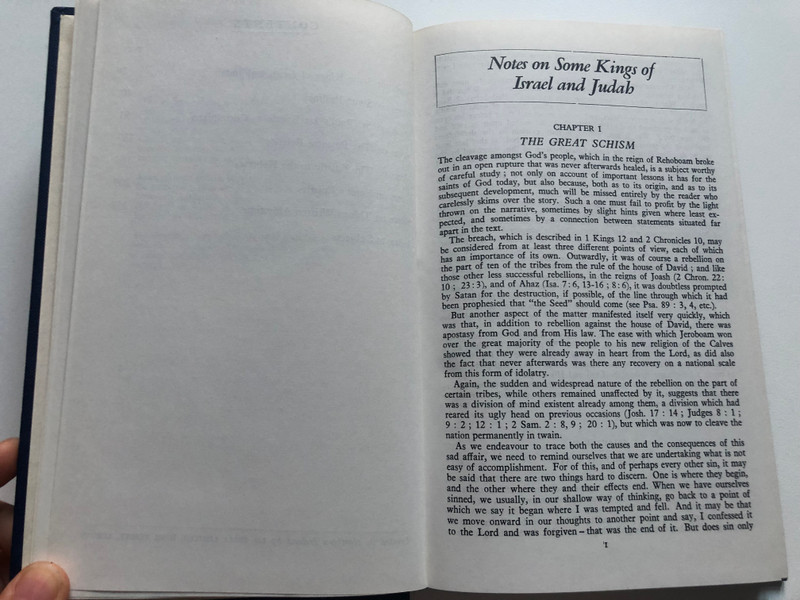 Notes on Some Kings of
Israel and Judah
CHAPTER 1
THE GREAT SCHISM
The cleavage amongst God's people, which in the reign of Rehoboam broke
out in an open rupture that was never afterwards healed, is a subject worthy
of careful study ; not only on account of important lessons it has for the
saints of God today, but also because, both as to its origin, and as to its
subsequent development, much will be missed entirely by the reader who
carelessly skims over the story. Such a one must fail to profit by the light
thrown on the narrative, sometimes by slight hints given where least ex-
pected, and sometimes by a connection between statements situated far
apart in the text.
The breach, which is described in 1 Kings 12 and 2 Chronicles 10, may
be considered from at least three different points of view, each of which
has an importance of its own. Outwardly, it was of course a rebellion on
the part of ten of the tribes from the rule of the house of David ; and like
those other less successful rebellions, in the reigns of Joash (2 Chron. 22:
10 ; 23 : 3), and of Ahaz (Isa. 7 : 6, 13-16 ; 8 : 6), it was doubtless prompted
by Satan for the destruction, if possible, of the line through which it had
been prophesied that "the Seed" should come (see Psa. 89 : 3, 4, etc.).
But another aspect of the matter manifested itself very quickly, which
was that, in addition to rebellion against the house of David, there was
apostasy from God and from His law. The ease with which Jeroboam won
over the great majority of the people to his new religion of the Calves
showed that they were already away in heart from the Lord, as did also
the fact that never afterwards was there any recovery on a national scale
from this form of idolatry.
Again, the sudden and widespread nature of the rebellion on the part of
certain tribes, while others remained unaffected by it, suggests that there
was a division of mind existent already among them, a division which had
reared its ugly head on previous occasions (Josh. 17 : 14 ; Judges 8 : 1 ;
9 : 2 ; 12 : 1 ; 2 Sam. 2 : 8, 9 ; 20 : 1), but which was now to cleave the
nation permanently in twain.
As we endeavour to trace both the causes and the consequences of this
sad affair, we need to remind ourselves that we are undertaking what is not
easy of accomplishment. For of this, and of perhaps every other sin, it may
be said that there are two things hard to discern. One is where they begin,
and the other where they and their effects end. When we have ourselves
sinned, we usually, in our shallow way of thinking, go back to a point of
which we say it began where I was tempted and fell. And it may be that
we move onward in our thoughts to another point and say, I confessed it
to the Lord and was forgiven – that was the end of it. But does sin only
1